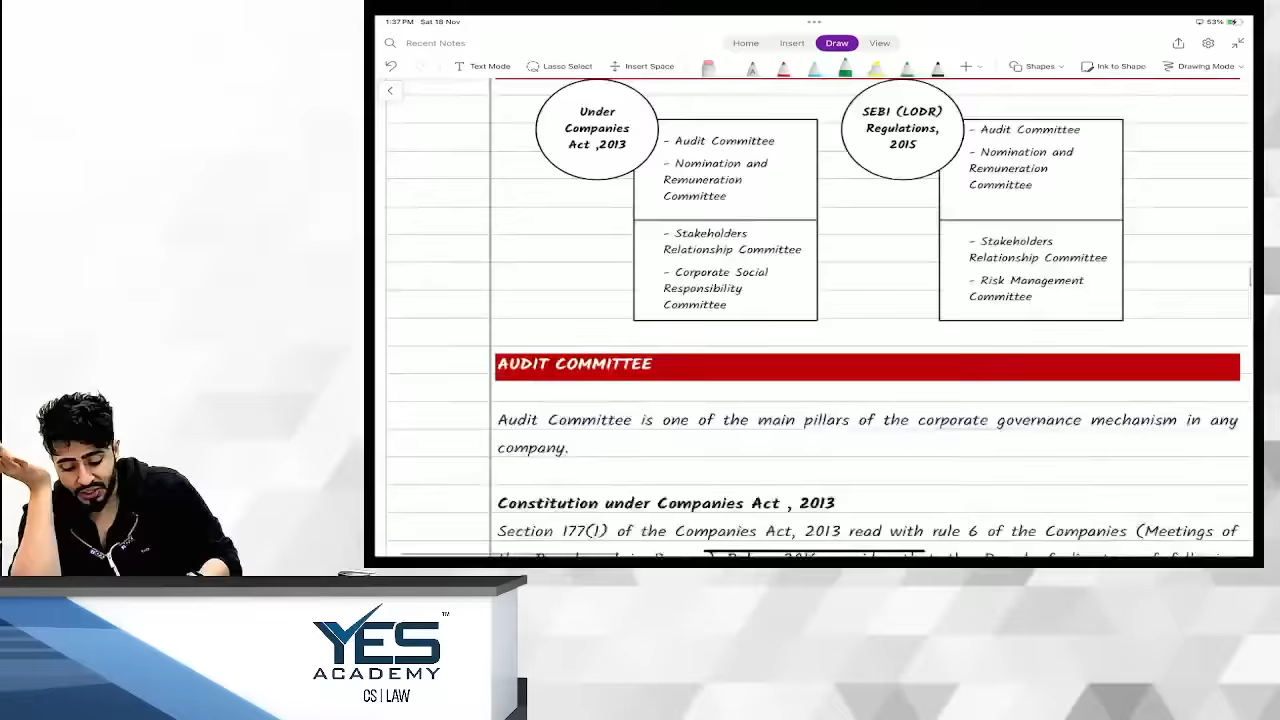 1:37 PM Sat 18 Nov
53%
Recent Notes
Home Insert Draw View
Text Mode Lasso Select Insert Space Shapes Ink to Shape Drawing Mode
Under
Companies
Act ,2013
- Audit Committee
- Nomination and
Remuneration
Committee
- Stakeholders
Relationship Committee
- Corporate Social
Responsibility
Committee
SEBI (LODR)
Regulations,
2015
- Audit Committee
- Nomination and
Remuneration
Committee
- Stakeholders
Relationship Committee
- Risk Management
Committee
AUDIT COMMITTEE
Audit Committee is one of the main pillars of the corporate governance mechanism in any
company.
Constitution under Companies Act , 2013
Section 177(1) of the Companies Act, 2013 read with rule 6 of the Companies (Meetings of
YES
TM
ACADEMY
CS | LAW